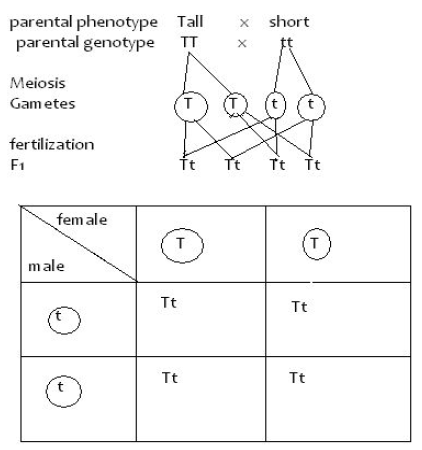 parental phenotype Tall × short
parental genotype TT × tt
Meiosis
Gametes T T t t
fertilization
F1 Tt Tt Tt Tt
female
male
T T
t Tt Tt
t Tt Tt